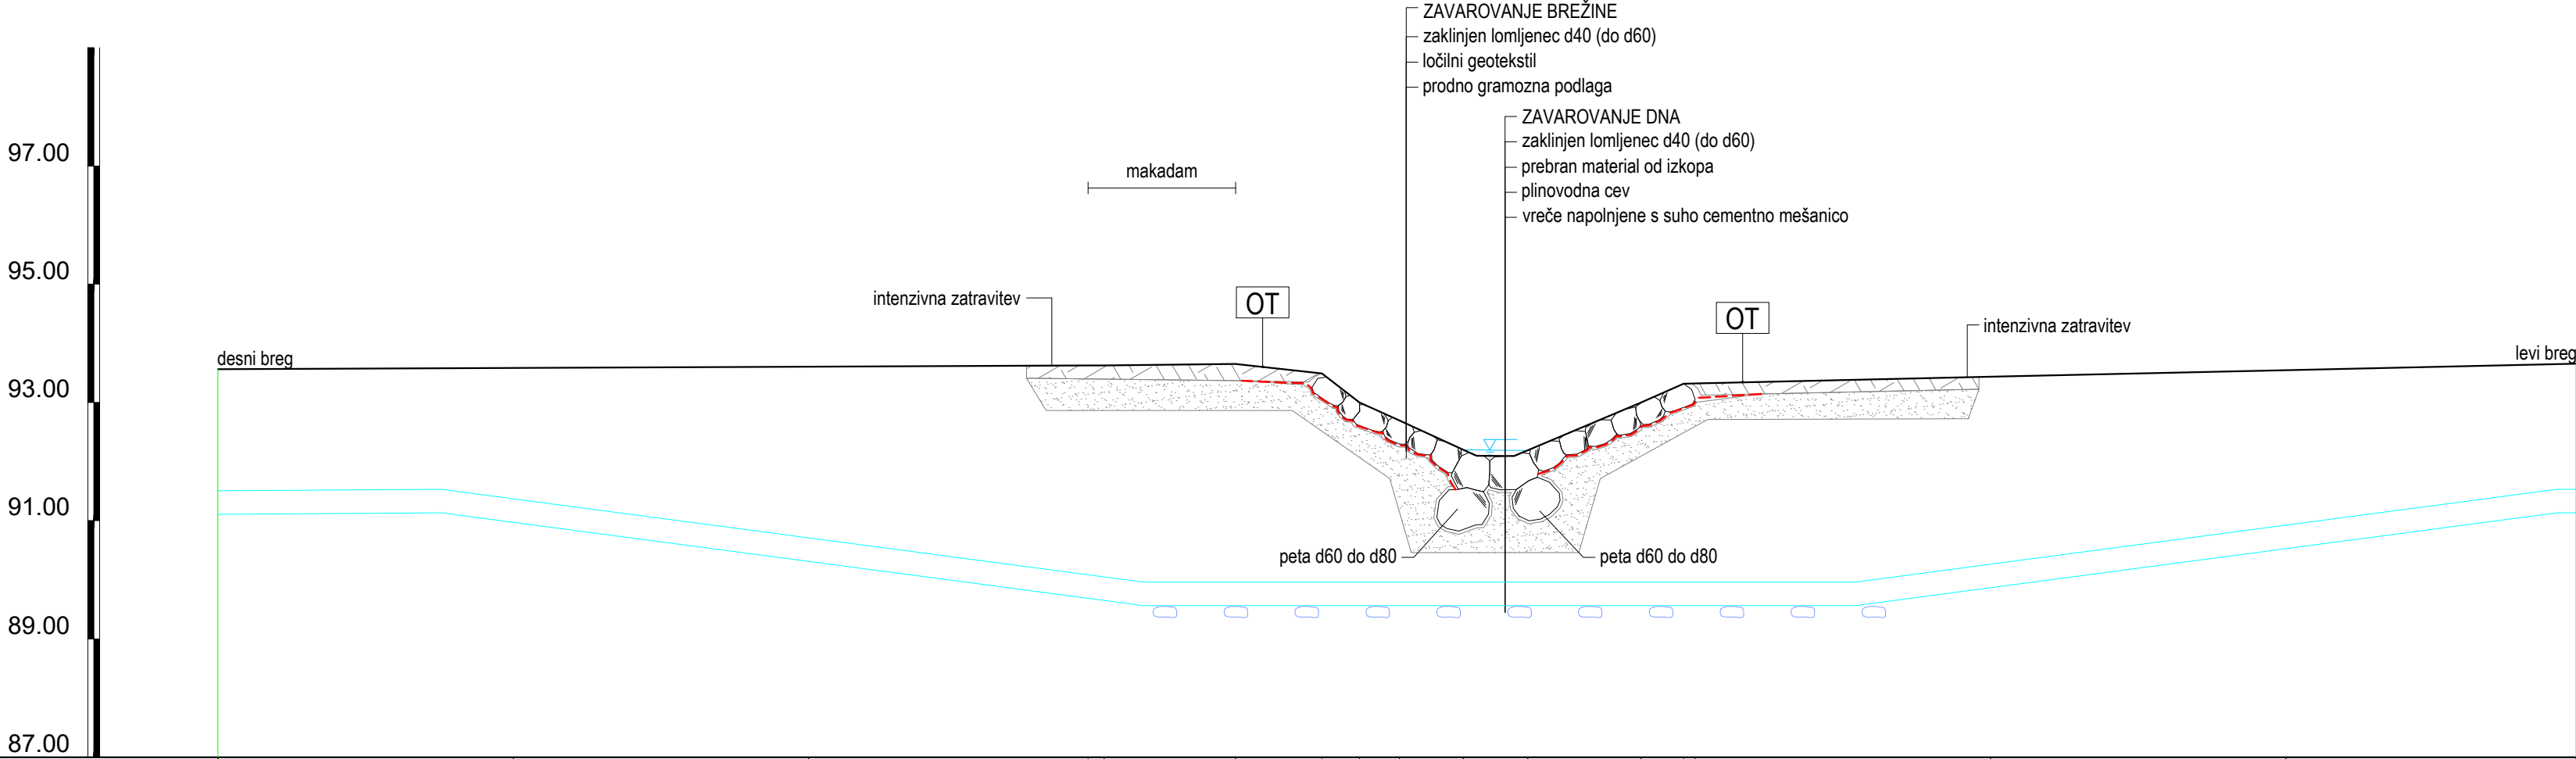 ZAVAROVANJE BREŽINE
zaklinjen lomljenec d40 (do d60)
ločilni geotekstil
prodno gramozna podlaga
ZAVAROVANJE DNA
zaklinjen lomljenec d40 (do d60)
prebran material od izkopa
plinovodna cev
vreče napolnjene s suho cementno mešanico
97.00
makadam
95.00
intenzivna zatravitev
OT
OT
intenzivna zatravitev
desni breg
levi breg
93.00
91.00
peta d60 do d80
peta d60 do d80
89.00
87.00